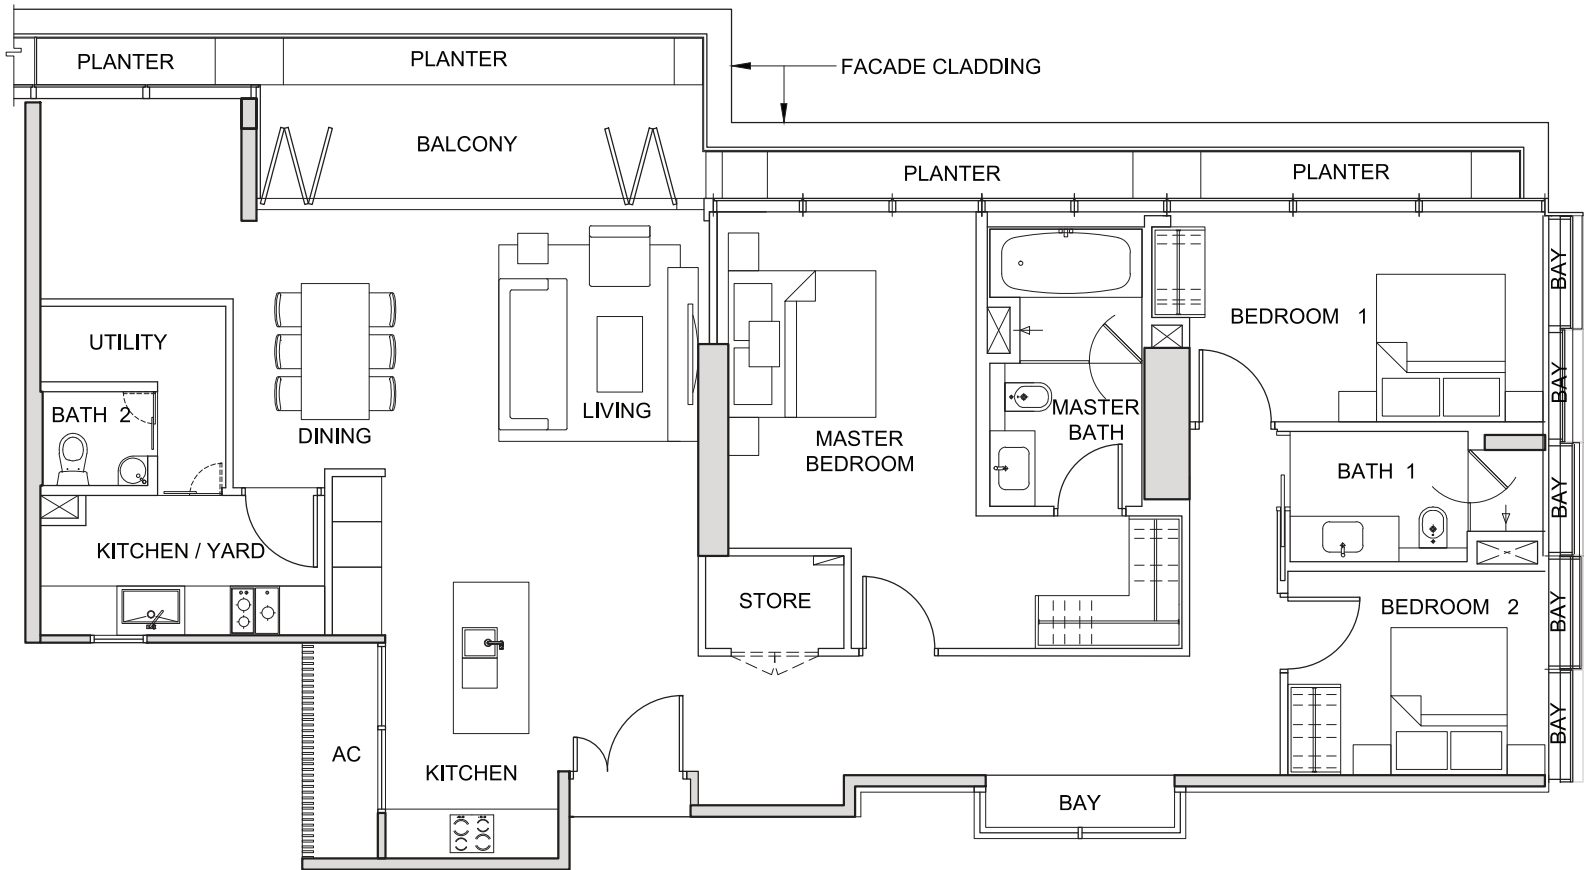 PLANTER
PLANTER
FACADE CLADDING
BALCONY
PLANTER
PLANTER
BAY
BEDROOM 1
UTILITY
BAY
BATH 2
LIVING
MASTER
BATH
DINING
MASTER
BEDROOM
BATH 1
BAY
KITCHEN / YARD
STORE
BEDROOM 2
BAY
BAY
AC
KITCHEN
BAY